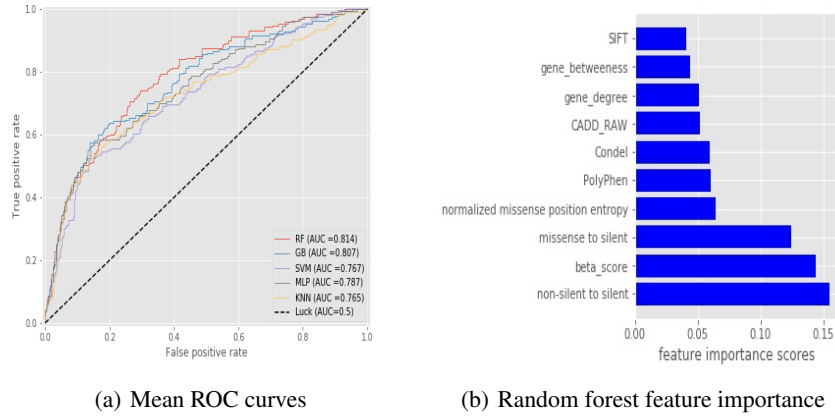 1.0
0.8
0.6
0.4
0.2
0.0
True positive rate
0.0 0.2 0.4 0.6 0.8 1.0
False positive rate
RF (AUC =0.814)
GB (AUC =0.807)
SVM (AUC =0.767)
MLP (AUC =0.787)
KNN (AUC =0.765)
Luck (AUC=0.5)
(a) Mean ROC curves
SIFT
gene_betweeness
gene_degree
CADD_RAW
Condel
PolyPhen
normalized missense position entropy
missense to silent
beta_score
non-silent to silent
0.00 0.05 0.10 0.15
feature importance scores
(b) Random forest feature importance